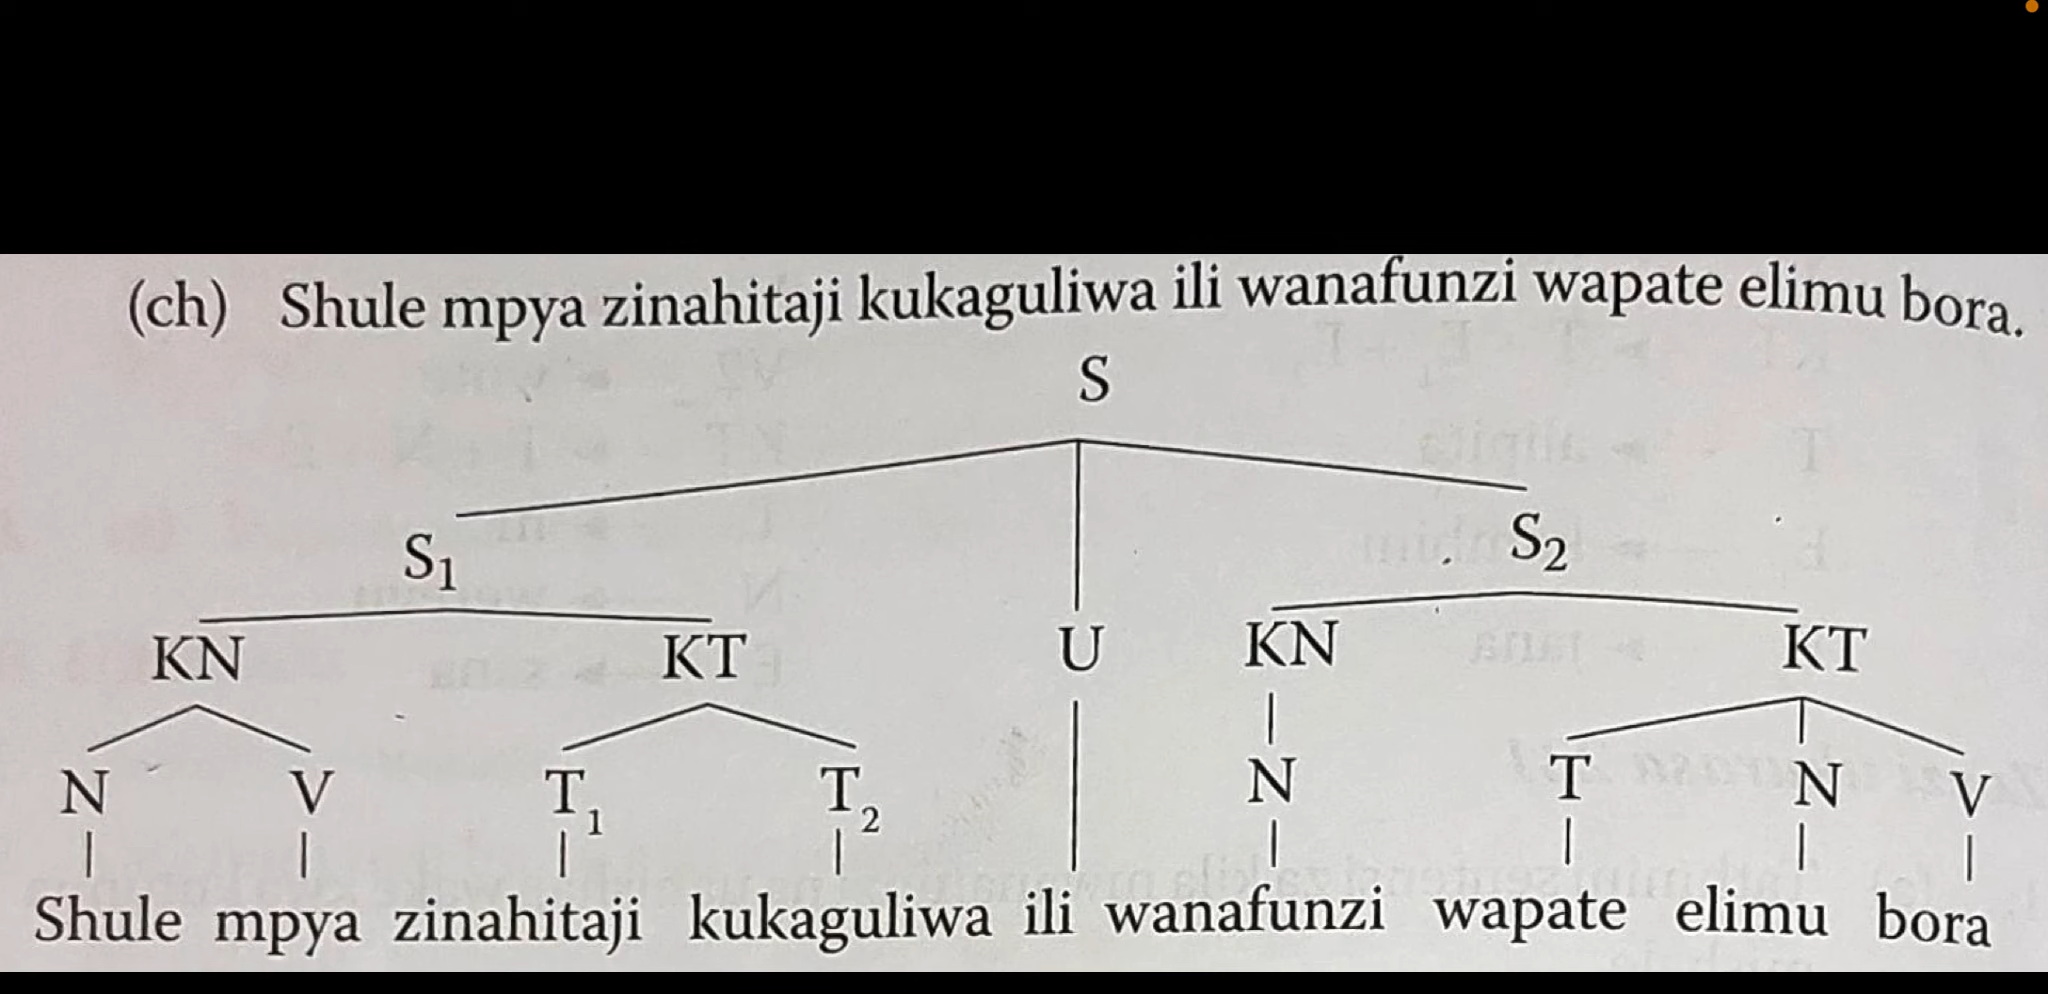 (ch) Shule mpya zinahitaji kukaguliwa ili wanafunzi wapate elimu bora.
S
S₁ S₂
KN KT U KN KT
N V T₁ T₂ N T N V
Shule mpya zinahitaji kukaguliwa ili wanafunzi wapate elimu bora